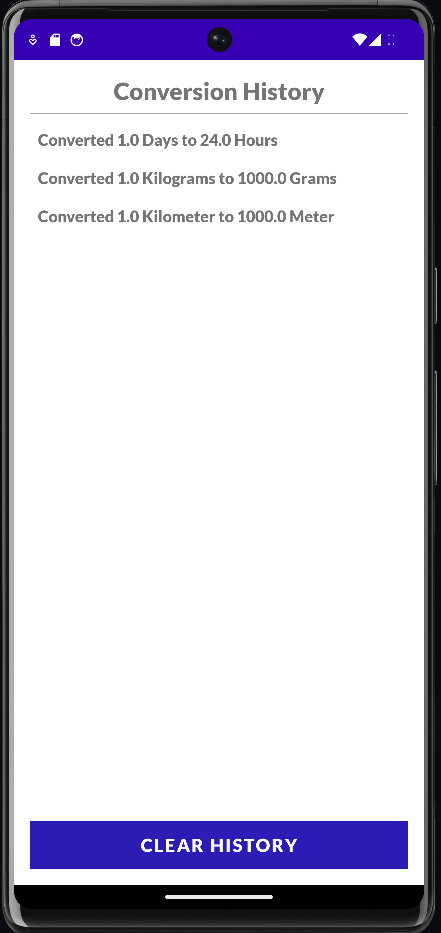 Conversion History
Converted 1.0 Days to 24.0 Hours
Converted 1.0 Kilograms to 1000.0 Grams
Converted 1.0 Kilometer to 1000.0 Meter
CLEAR HISTORY